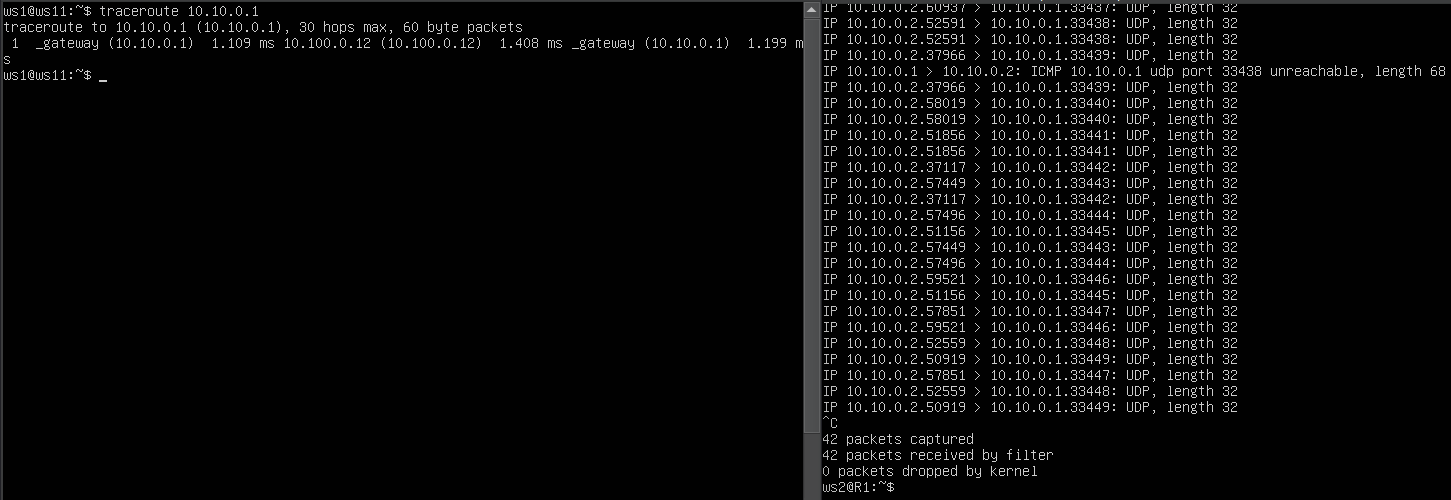 ws1@ws11:~$ traceroute 10.10.0.1
traceroute to 10.10.0.1 (10.10.0.1), 30 hops max, 60 byte packets
 1  _gateway (10.10.0.1)  1.109 ms 10.100.0.12 (10.100.0.12)  1.408 ms _gateway (10.10.0.1)  1.199 m
s
ws1@ws11:~$ _
IP 10.10.0.2.60937 > 10.10.0.1.33437: UDP, length 32
IP 10.10.0.2.52591 > 10.10.0.1.33438: UDP, length 32
IP 10.10.0.2.52591 > 10.10.0.1.33438: UDP, length 32
IP 10.10.0.2.37966 > 10.10.0.1.33439: UDP, length 32
IP 10.10.0.1 > 10.10.0.2: ICMP 10.10.0.1 udp port 33438 unreachable, length 68
IP 10.10.0.2.37966 > 10.10.0.1.33439: UDP, length 32
IP 10.10.0.2.58019 > 10.10.0.1.33440: UDP, length 32
IP 10.10.0.2.58019 > 10.10.0.1.33440: UDP, length 32
IP 10.10.0.2.51856 > 10.10.0.1.33441: UDP, length 32
IP 10.10.0.2.51856 > 10.10.0.1.33441: UDP, length 32
IP 10.10.0.2.37117 > 10.10.0.1.33442: UDP, length 32
IP 10.10.0.2.57449 > 10.10.0.1.33443: UDP, length 32
IP 10.10.0.2.37117 > 10.10.0.1.33442: UDP, length 32
IP 10.10.0.2.57496 > 10.10.0.1.33444: UDP, length 32
IP 10.10.0.2.51156 > 10.10.0.1.33445: UDP, length 32
IP 10.10.0.2.57449 > 10.10.0.1.33443: UDP, length 32
IP 10.10.0.2.57496 > 10.10.0.1.33444: UDP, length 32
IP 10.10.0.2.59521 > 10.10.0.1.33446: UDP, length 32
IP 10.10.0.2.51156 > 10.10.0.1.33445: UDP, length 32
IP 10.10.0.2.57851 > 10.10.0.1.33447: UDP, length 32
IP 10.10.0.2.59521 > 10.10.0.1.33446: UDP, length 32
IP 10.10.0.2.52559 > 10.10.0.1.33448: UDP, length 32
IP 10.10.0.2.50919 > 10.10.0.1.33449: UDP, length 32
IP 10.10.0.2.57851 > 10.10.0.1.33447: UDP, length 32
IP 10.10.0.2.52559 > 10.10.0.1.33448: UDP, length 32
IP 10.10.0.2.50919 > 10.10.0.1.33449: UDP, length 32
^C
42 packets captured
42 packets received by filter
0 packets dropped by kernel
ws2@R1:~$